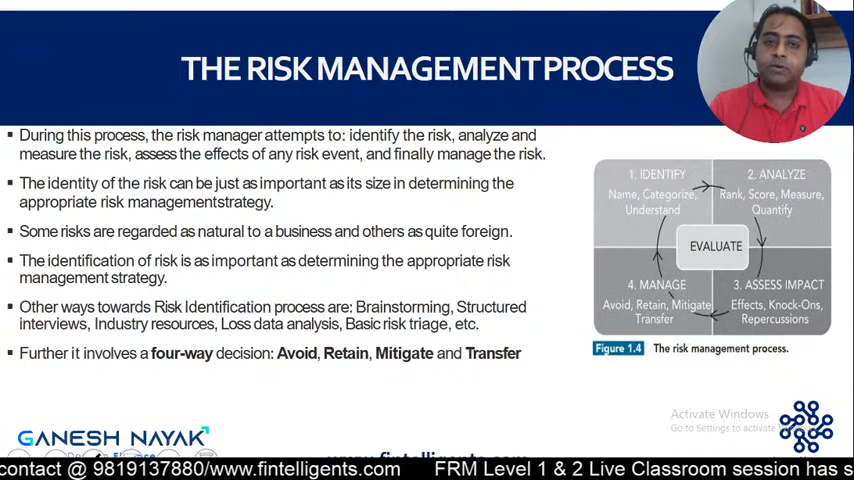 THE RISK MANAGEMENT PROCESS
▪ During this process, the risk manager attempts to: identify the risk, analyze and
measure the risk, assess the effects of any risk event, and finally manage the risk.
▪ The identity of the risk can be just as important as its size in determining the
appropriate risk managementstrategy.
▪ Some risks are regarded as natural to a business and others as quite foreign.
▪ The identification of risk is as important as determining the appropriate risk
management strategy.
▪ Other ways towards Risk Identification process are: Brainstorming, Structured
interviews, Industry resources, Loss data analysis, Basic risk triage, etc.
▪ Further it involves a four-way decision: Avoid, Retain, Mitigate and Transfer
1. IDENTIFY
Name, Categorize,
Understand
2. ANALYZE
Rank, Score, Measure,
Quantify
EVALUATE
4. MANAGE
Avoid, Retain, Mitigate,
Transfer
3. ASSESS IMPACT
Effects, Knock-Ons,
Repercussions
Figure 1.4 The risk management process.
Activate Windows
Go to Settings to activate
GANESH NAYAK
contact @ 9819137880/www.fintelligents.com FRM Level 1 & 2 Live Classroom session has s